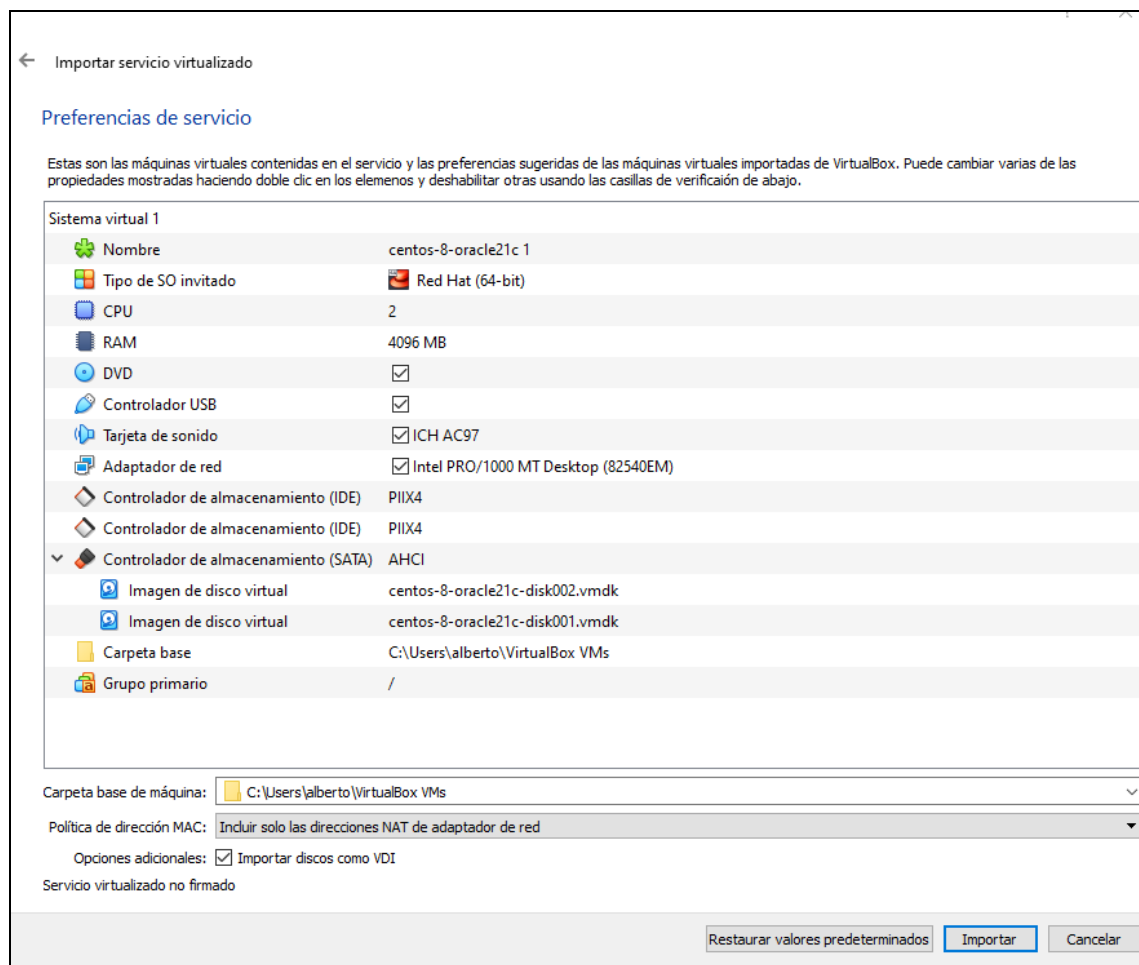 Importar servicio virtualizado
Preferencias de servicio
Estas son las máquinas virtuales contenidas en el servicio y las preferencias sugeridas de las máquinas virtuales importadas de VirtualBox. Puede cambiar varias de las
propiedades mostradas haciendo doble clic en los elemenos y deshabilitar otras usando las casillas de verificaión de abajo.
Sistema virtual 1
Nombre centos-8-oracle21c 1
Tipo de SO invitado Red Hat (64-bit)
CPU 2
RAM 4096 MB
DVD
Controlador USB
Tarjeta de sonido ICH AC97
Adaptador de red Intel PRO/1000 MT Desktop (82540EM)
Controlador de almacenamiento (IDE) PIIX4
Controlador de almacenamiento (IDE) PIIX4
Controlador de almacenamiento (SATA) AHCI
Imagen de disco virtual centos-8-oracle21c-disk002.vmdk
Imagen de disco virtual centos-8-oracle21c-disk001.vmdk
Carpeta base C:\Users\alberto\VirtualBox VMs
Grupo primario /
Carpeta base de máquina: C:\Users\alberto\VirtualBox VMs
Política de dirección MAC: Incluir solo las direcciones NAT de adaptador de red
Opciones adicionales: Importar discos como VDI
Servicio virtualizado no firmado
Restaurar valores predeterminados Importar Cancelar